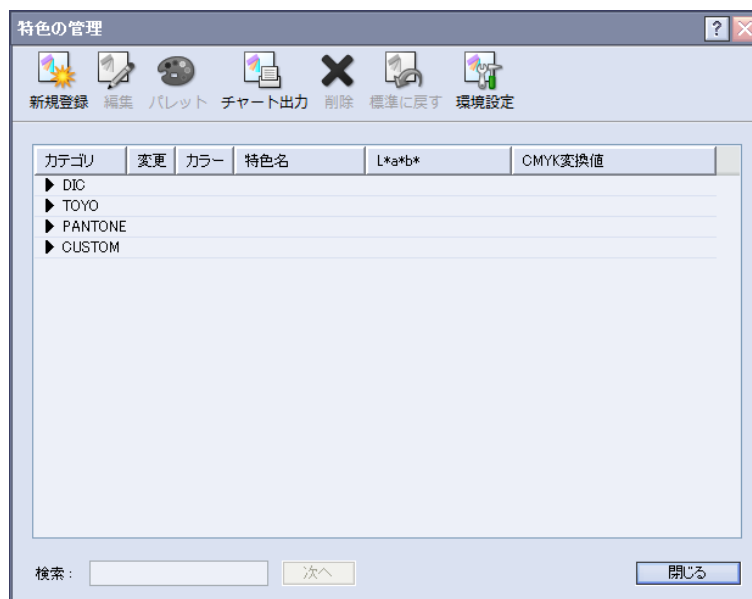 特色の管理
新規登録 編集 パレット チャート出力 削除 標準に戻す 環境設定
カテゴリ 変更 カラー 特色名 L*a*b* CMYK変換値
DIC
TOYO
PANTONE
CUSTOM
検索: 次へ 閉じる